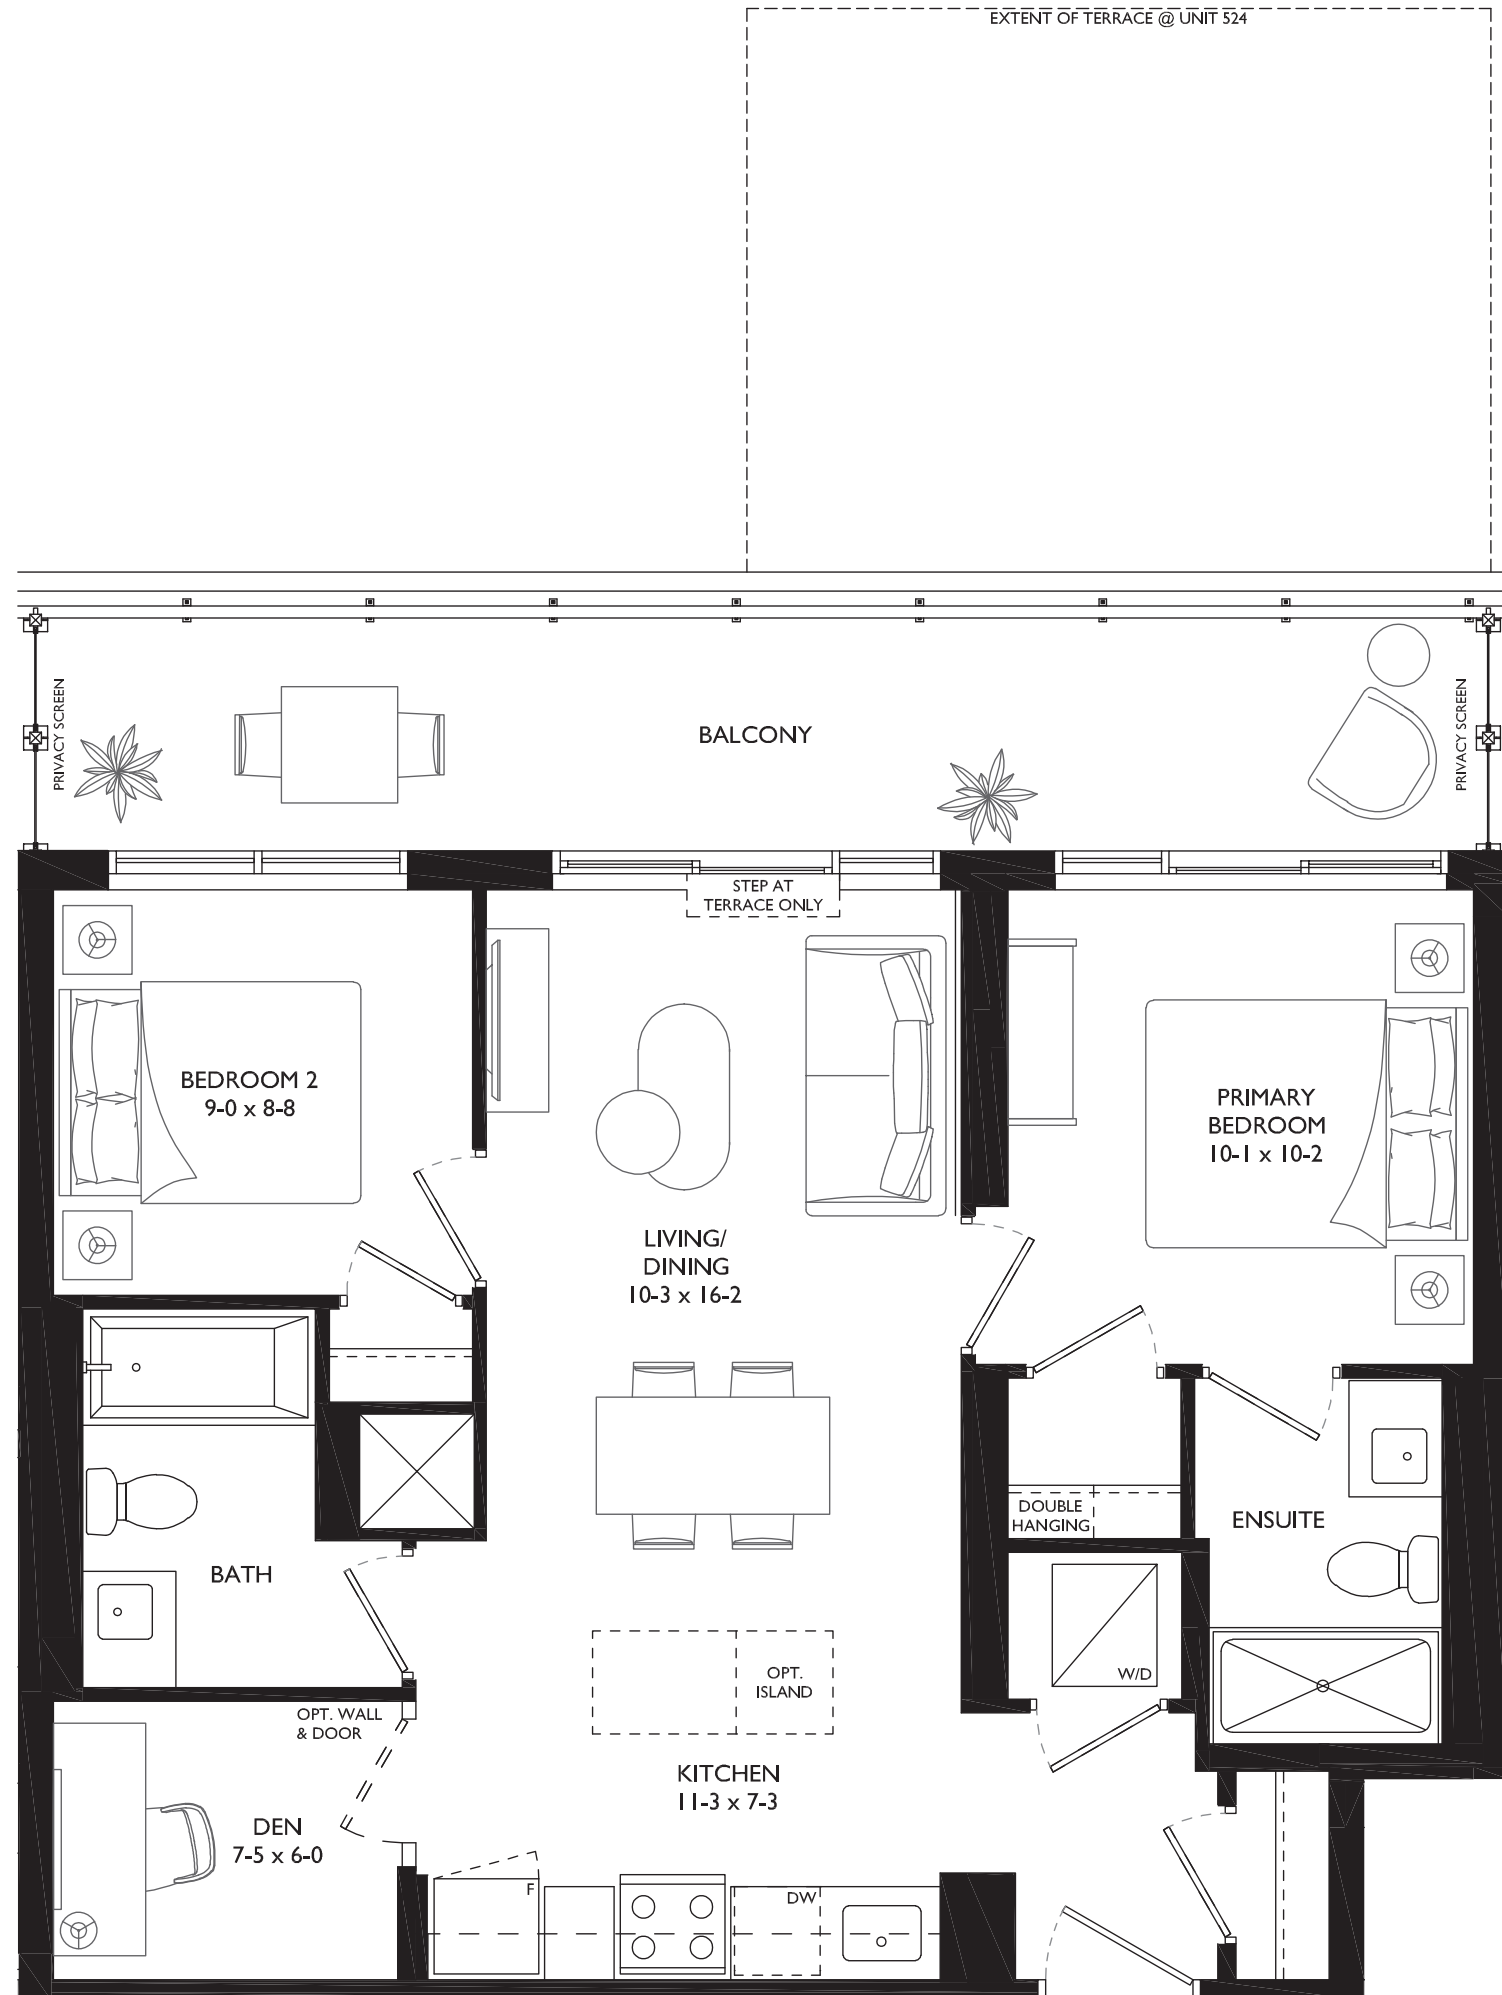 EXTENT OF TERRACE @ UNIT 524
PRIVACY SCREEN
BALCONY
PRIVACY SCREEN
STEP AT
TERRACE ONLY
BEDROOM 2
9-0 x 8-8
PRIMARY
BEDROOM
10-1 x 10-2
LIVING/
DINING
10-3 x 16-2
DOUBLE
HANGING
ENSUITE
BATH
W/D
OPT.
ISLAND
OPT. WALL
& DOOR
KITCHEN
11-3 x 7-3
DEN
7-5 x 6-0
F
DW